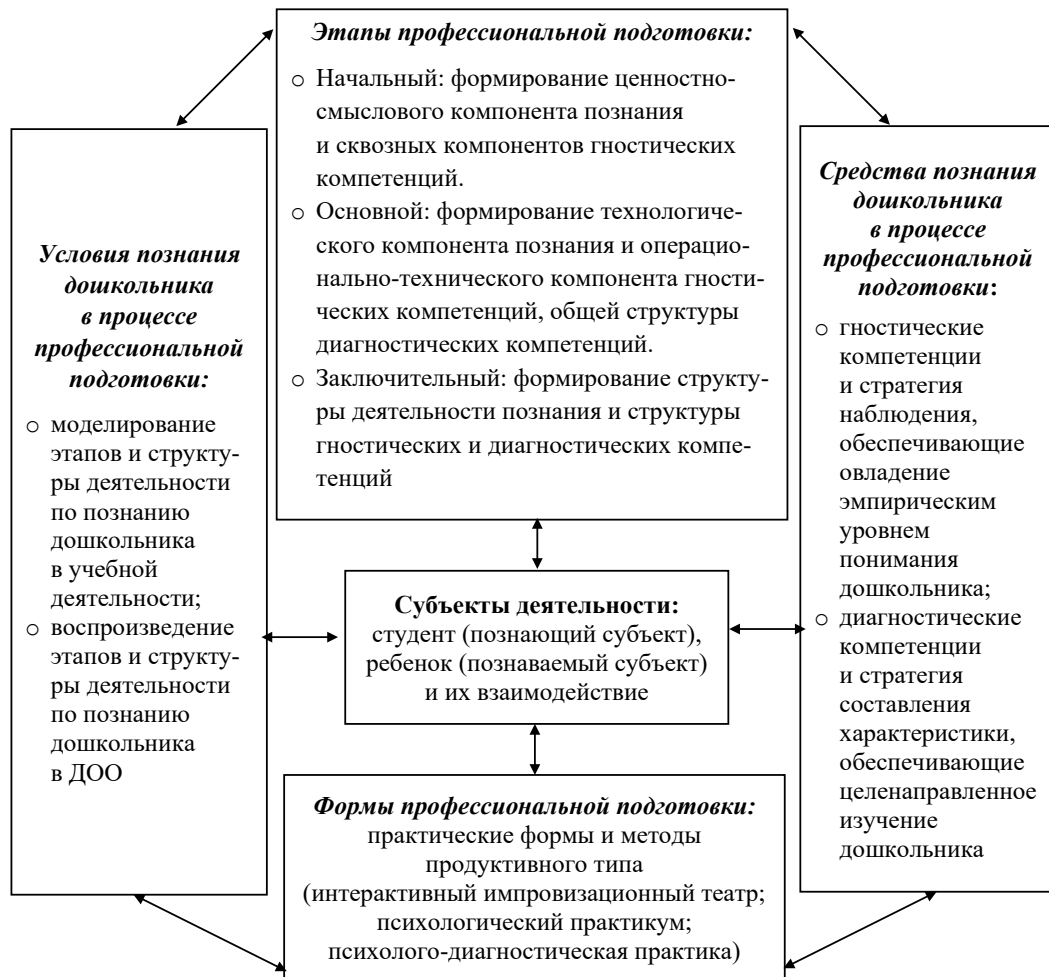 Этапы профессиональной подготовки:
○ Начальный: формирование ценностно-
смыслового компонента познания
и сквозных компонентов гностических
компетенций.
○ Основной: формирование технологиче-
ского компонента познания и операцио-
нально-технического компонента гности-
ческих компетенций, общей структуры
диагностических компетенций.
○ Заключительный: формирование структу-
ры деятельности познания и структуры
гностических и диагностических компе-
тенций
Условия познания
дошкольника
в процессе
профессиональной
подготовки:
○ моделирование
этапов и структу-
ры деятельности
по познанию
дошкольника
в учебной
деятельности;
○ воспроизведение
этапов и структу-
ры деятельности
по познанию
дошкольника
в ДОО
Субъекты деятельности:
студент (познающий субъект),
ребенок (познаваемый субъект)
и их взаимодействие
Средства познания
дошкольника
в процессе
профессиональной
подготовки:
○ гностические
компетенции
и стратегия
наблюдения,
обеспечивающие
овладение
эмпирическим
уровнем
понимания
дошкольника;
○ диагностические
компетенции
и стратегия
составления
характеристики,
обеспечивающие
целенаправленное
изучение
дошкольника
Формы профессиональной подготовки:
практические формы и методы
продуктивного типа
(интерактивный импровизационный театр;
психологический практикум;
психолого-диагностическая практика)